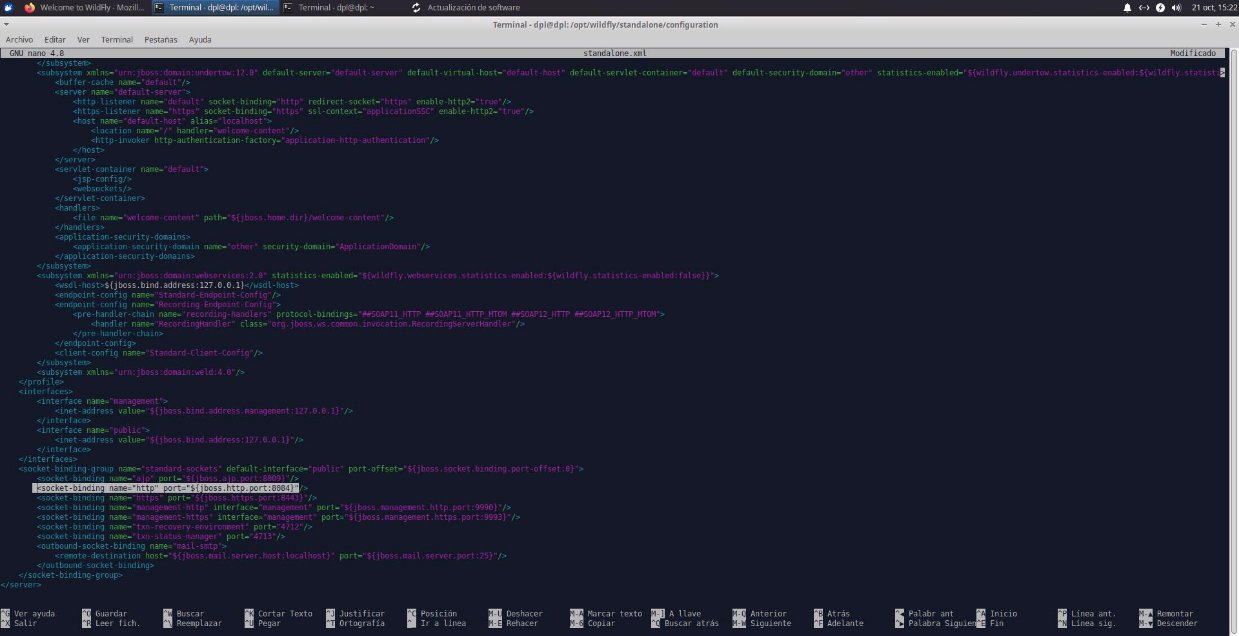 Welcome to WildFly - Mozill...
Terminal - dpl@dpl: /opt/wil...
Terminal - dpl@dpl: ~
Actualización de software
21 oct, 15:22
Terminal - dpl@dpl: /opt/wildfly/standalone/configuration
Archivo Editar Ver Terminal Pestañas Ayuda
GNU nano 4.8 standalone.xml Modificado
</subsystem>
<subsystem xmlns="urn:jboss:domain:undertow:12.0" default-server="default-server" default-virtual-host="default-host" default-servlet-container="default" default-security-domain="other" statistics-enabled="${wildfly.undertow.statistics-enabled:${wildfly.statist:>
<buffer-cache name="default"/>
<server name="default-server">
<http-listener name="default" socket-binding="http" redirect-socket="https" enable-http2="true"/>
<https-listener name="https" socket-binding="https" ssl-context="applicationSSC" enable-http2="true"/>
<host name="default-host" alias="localhost">
<location name="/" handler="welcome-content"/>
<http-invoker http-authentication-factory="application-http-authentication"/>
</host>
</server>
<servlet-container name="default">
<jsp-config/>
<websockets/>
</servlet-container>
<handlers>
<file name="welcome-content" path="${jboss.home.dir}/welcome-content"/>
</handlers>
<application-security-domains>
<application-security-domain name="other" security-domain="ApplicationDomain"/>
</application-security-domains>
</subsystem>
<subsystem xmlns="urn:jboss:domain:webservices:2.0" statistics-enabled="${wildfly.webservices.statistics-enabled:${wildfly.statistics-enabled:false}}">
<wsdl-host>${jboss.bind.address:127.0.0.1}</wsdl-host>
<endpoint-config name="Standard-Endpoint-Config"/>
<endpoint-config name="Recording-Endpoint-Config">
<pre-handler-chain name="recording-handlers" protocol-bindings="##SOAP11_HTTP ##SOAP11_HTTP_MTOM ##SOAP12_HTTP ##SOAP12_HTTP_MTOM">
<handler name="RecordingHandler" class="org.jboss.ws.common.invocation.RecordingServerHandler"/>
</pre-handler-chain>
</endpoint-config>
<client-config name="Standard-Client-Config"/>
</subsystem>
<subsystem xmlns="urn:jboss:domain:weld:4.0"/>
</profile>
<interfaces>
<interface name="management">
<inet-address value="${jboss.bind.address.management:127.0.0.1}"/>
</interface>
<interface name="public">
<inet-address value="${jboss.bind.address:127.0.0.1}"/>
</interface>
</interfaces>
<socket-binding-group name="standard-sockets" default-interface="public" port-offset="${jboss.socket.binding.port-offset:0}">
<socket-binding name="ajp" port="${jboss.ajp.port:8009}"/>
<socket-binding name="http" port="${jboss.http.port:8084}"/>
<socket-binding name="https" port="${jboss.https.port:8443}"/>
<socket-binding name="management-http" interface="management" port="${jboss.management.http.port:9990}"/>
<socket-binding name="management-https" interface="management" port="${jboss.management.https.port:9993}"/>
<socket-binding name="txn-recovery-environment" port="4712"/>
<socket-binding name="txn-status-manager" port="4713"/>
<outbound-socket-binding name="mail-smtp">
<remote-destination host="${jboss.mail.server.host:localhost}" port="${jboss.mail.server.port:25}"/>
</outbound-socket-binding>
</socket-binding-group>
</server>
^G Ver ayuda ^O Guardar ^W Buscar ^K Cortar Texto ^J Justificar ^C Posición M-U Deshacer M-A Marcar texto M-] A llave M-Q Anterior ^B Atrás ^◀ Palabr ant ^A Inicio ^P Línea ant. M-▲ Remontar
^X Salir ^R Leer fich. ^\ Reemplazar ^U Pegar ^T Ortografía ^_ Ir a línea M-E Rehacer M-6 Copiar ^Q Buscar atrás M-W Siguiente ^F Adelante ^▶ Palabra Siguien ^E Fin ^N Línea sig. M-▼ Descender